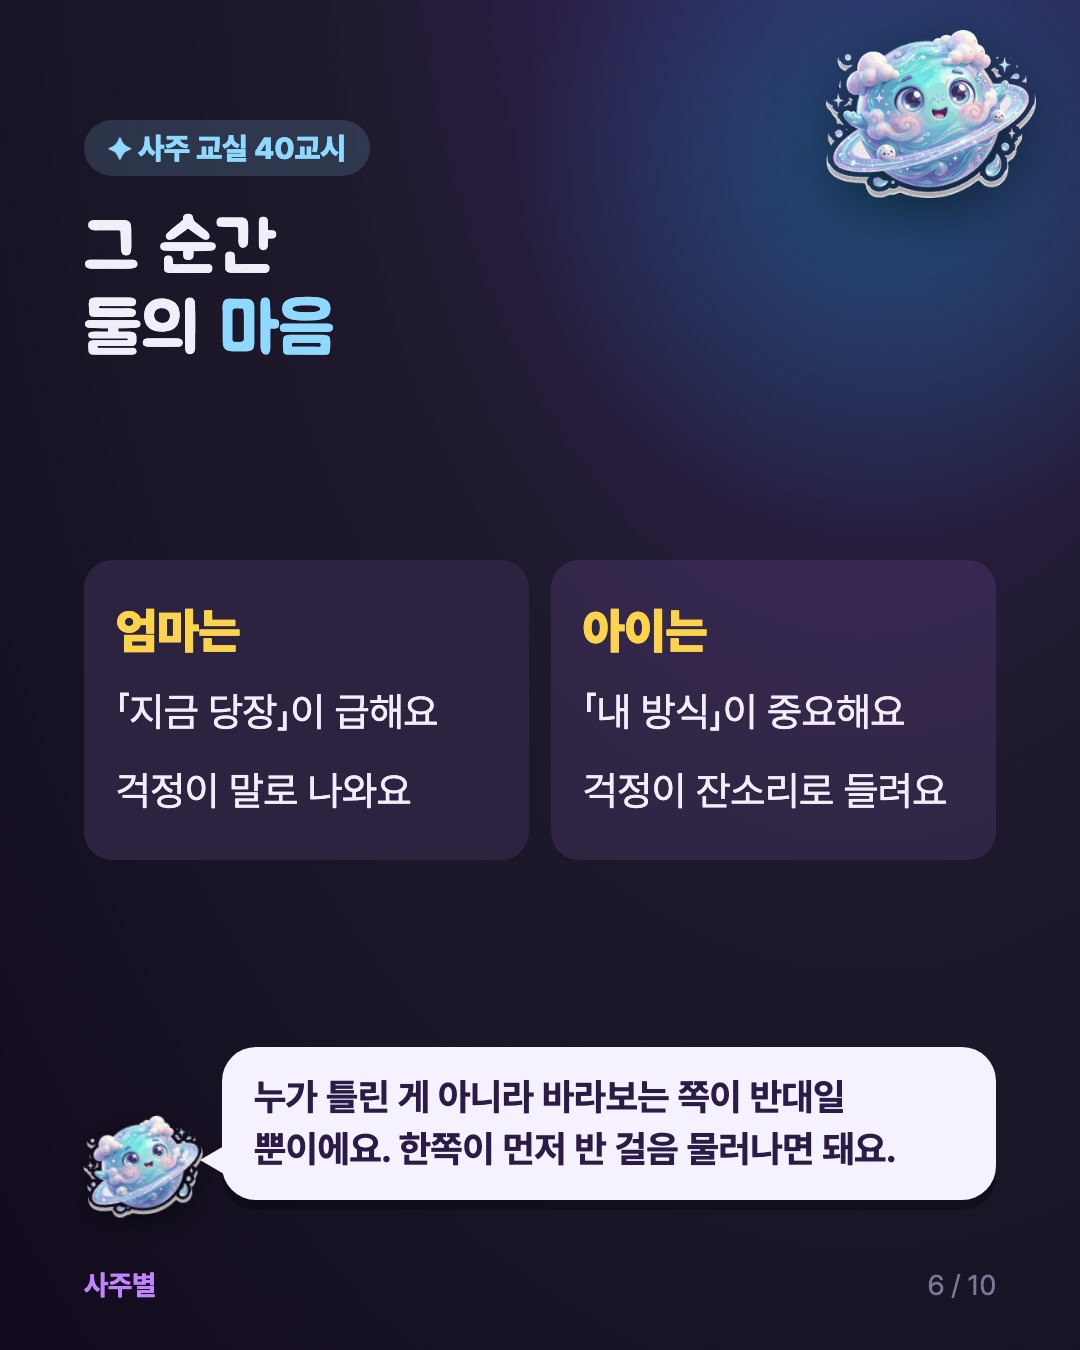 ✦ 사주 교실 40교시
그 순간
둘의 마음
엄마는
「지금 당장」이 급해요
걱정이 말로 나와요
아이는
「내 방식」이 중요해요
걱정이 잔소리로 들려요
누가 틀린 게 아니라 바라보는 쪽이 반대일
뿐이에요. 한쪽이 먼저 반 걸음 물러나면 돼요.
사주별
6 / 10